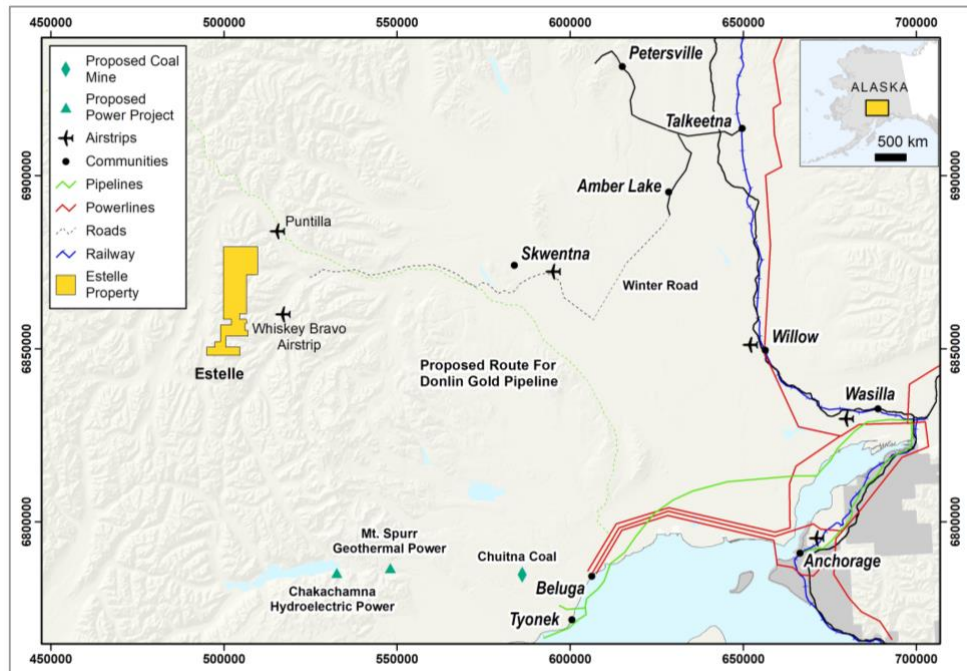 450000
500000
550000
600000
650000
700000
6900000
6850000
6800000
Proposed Coal
Mine
Proposed
Power Project
Airstrips
Communities
Pipelines
Powerlines
Roads
Railway
Estelle
Property
ALASKA
500 km
Petersville
Talkeetna
Amber Lake
Puntilla
Skwentna
Winter Road
Whiskey Bravo
Airstrip
Estelle
Willow
Proposed Route For
Donlin Gold Pipeline
Wasilla
Mt. Spurr
Geothermal Power
Chuitna Coal
Chakachamna
Hydroelectric Power
Beluga
Anchorage
Tyonek
6900000
6850000
6800000
450000
500000
550000
600000
650000
700000